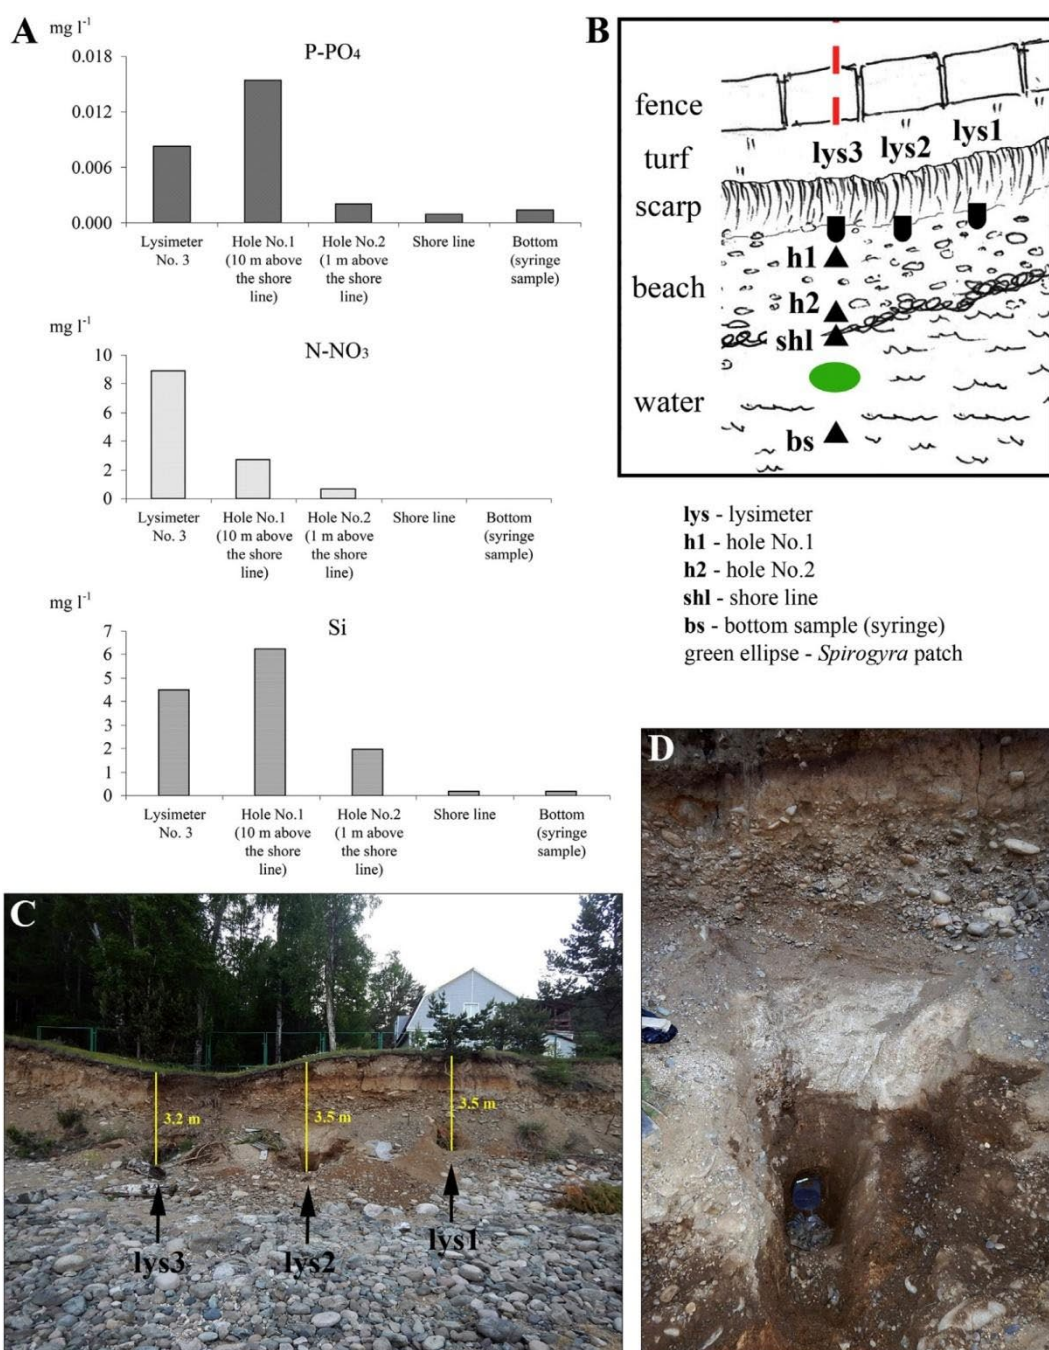 A
mg l-1
P-PO4
0.018
0.012
0.006
0.000
Lysimeter No. 3
Hole No.1 (10 m above the shore line)
Hole No.2 (1 m above the shore line)
Shore line
Bottom (syringe sample)
mg l-1
N-NO3
10
8
6
4
2
0
Lysimeter No. 3
Hole No.1 (10 m above the shore line)
Hole No.2 (1 m above the shore line)
Shore line
Bottom (syringe sample)
mg l-1
Si
7
6
5
4
3
2
1
0
Lysimeter No. 3
Hole No.1 (10 m above the shore line)
Hole No.2 (1 m above the shore line)
Shore line
Bottom (syringe sample)
B
fence
turf
scarp
beach
water
lys3
lys2
lys1
h1
h2
shl
bs
lys - lysimeter
h1 - hole No.1
h2 - hole No.2
shl - shore line
bs - bottom sample (syringe)
green ellipse - Spirogyra patch
C
3.2 m
3.5 m
3.5 m
lys3
lys2
lys1
D